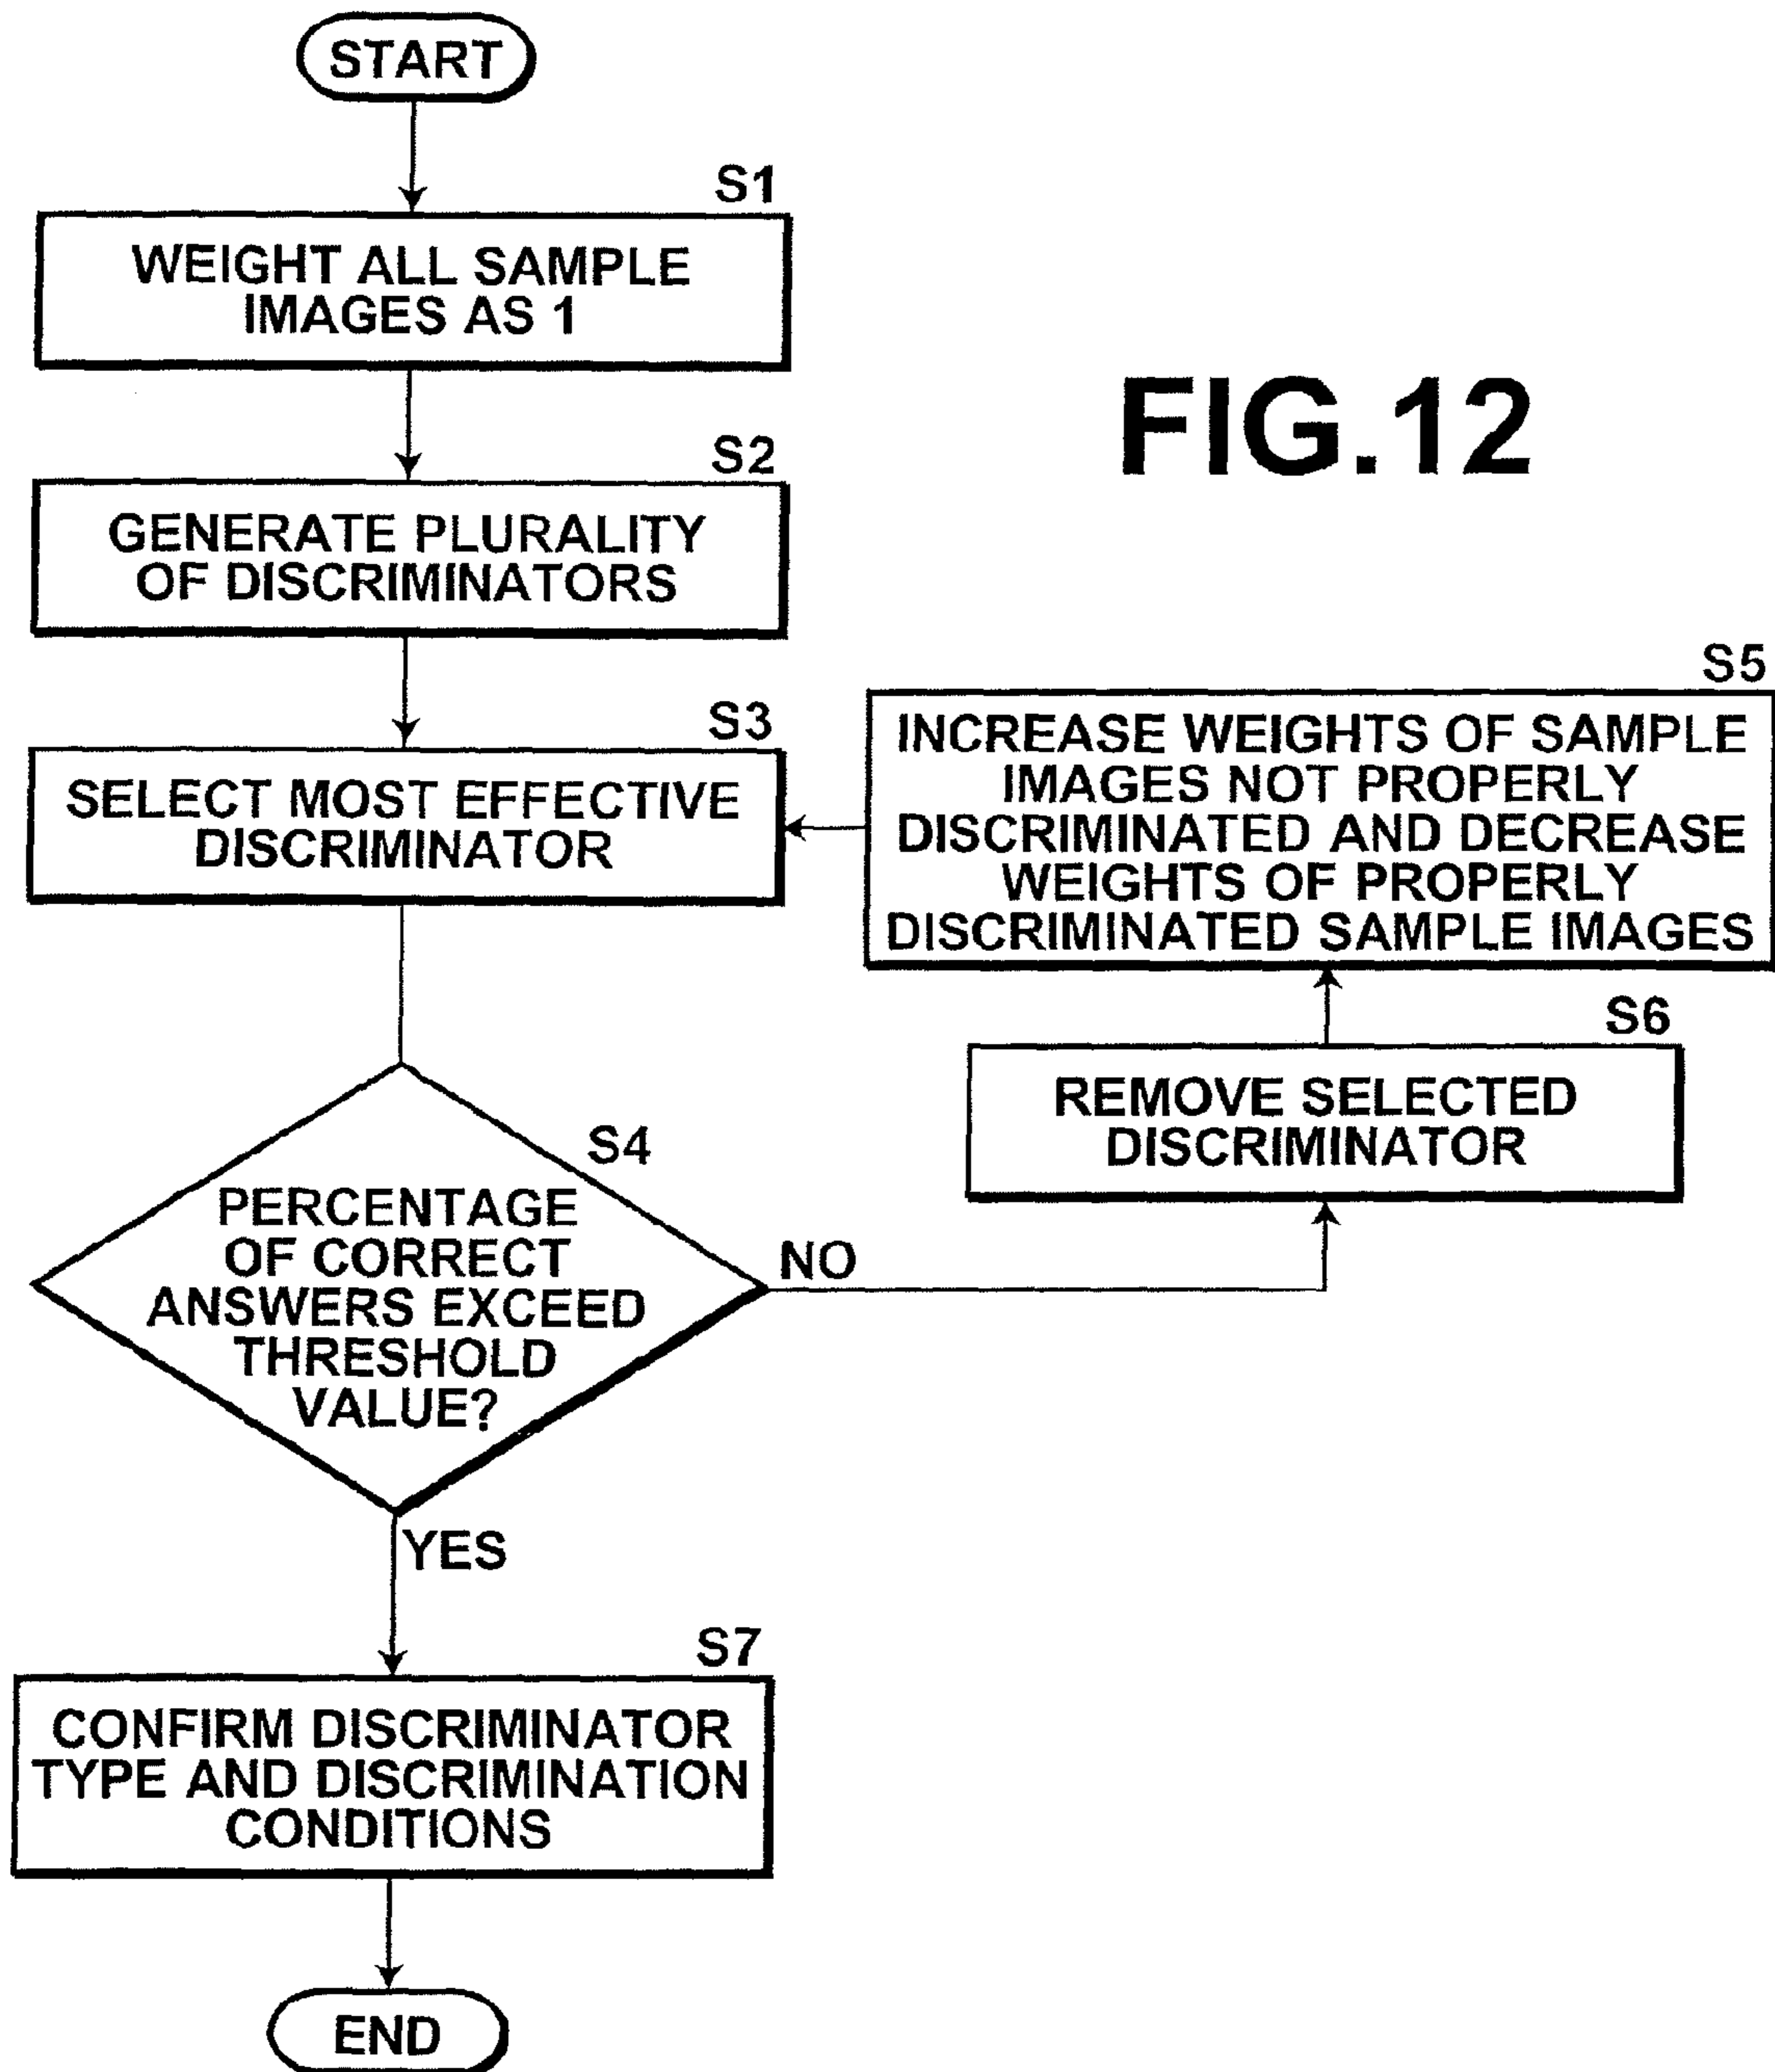 START
S1
WEIGHT ALL SAMPLE
IMAGES AS 1
FIG.12
S2
GENERATE PLURALITY
OF DISCRIMINATORS
S3
SELECT MOST EFFECTIVE
DISCRIMINATOR
S5
INCREASE WEIGHTS OF SAMPLE
IMAGES NOT PROPERLY
DISCRIMINATED AND DECREASE
WEIGHTS OF PROPERLY
DISCRIMINATED SAMPLE IMAGES
S6
REMOVE SELECTED
DISCRIMINATOR
S4
PERCENTAGE
OF CORRECT
ANSWERS EXCEED
THRESHOLD
VALUE?
NO
YES
S7
CONFIRM DISCRIMINATOR
TYPE AND DISCRIMINATION
CONDITIONS
END